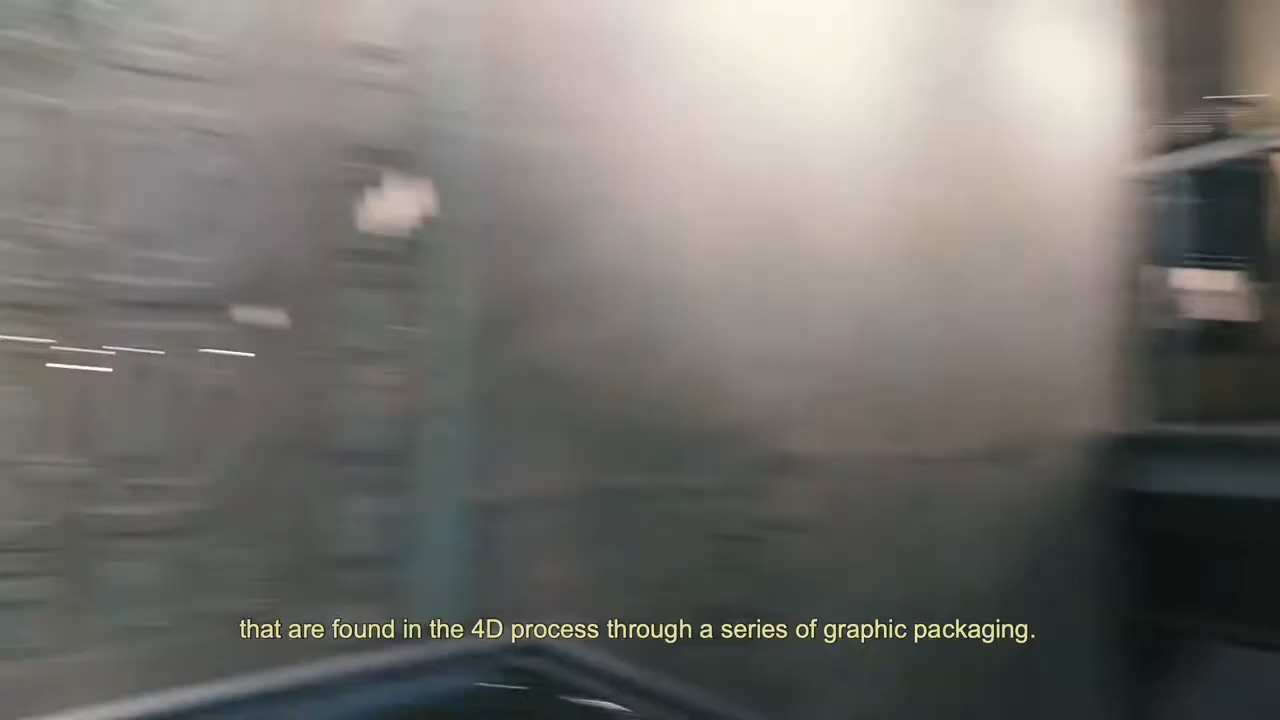 that are found in the 4D process through a series of graphic packaging.